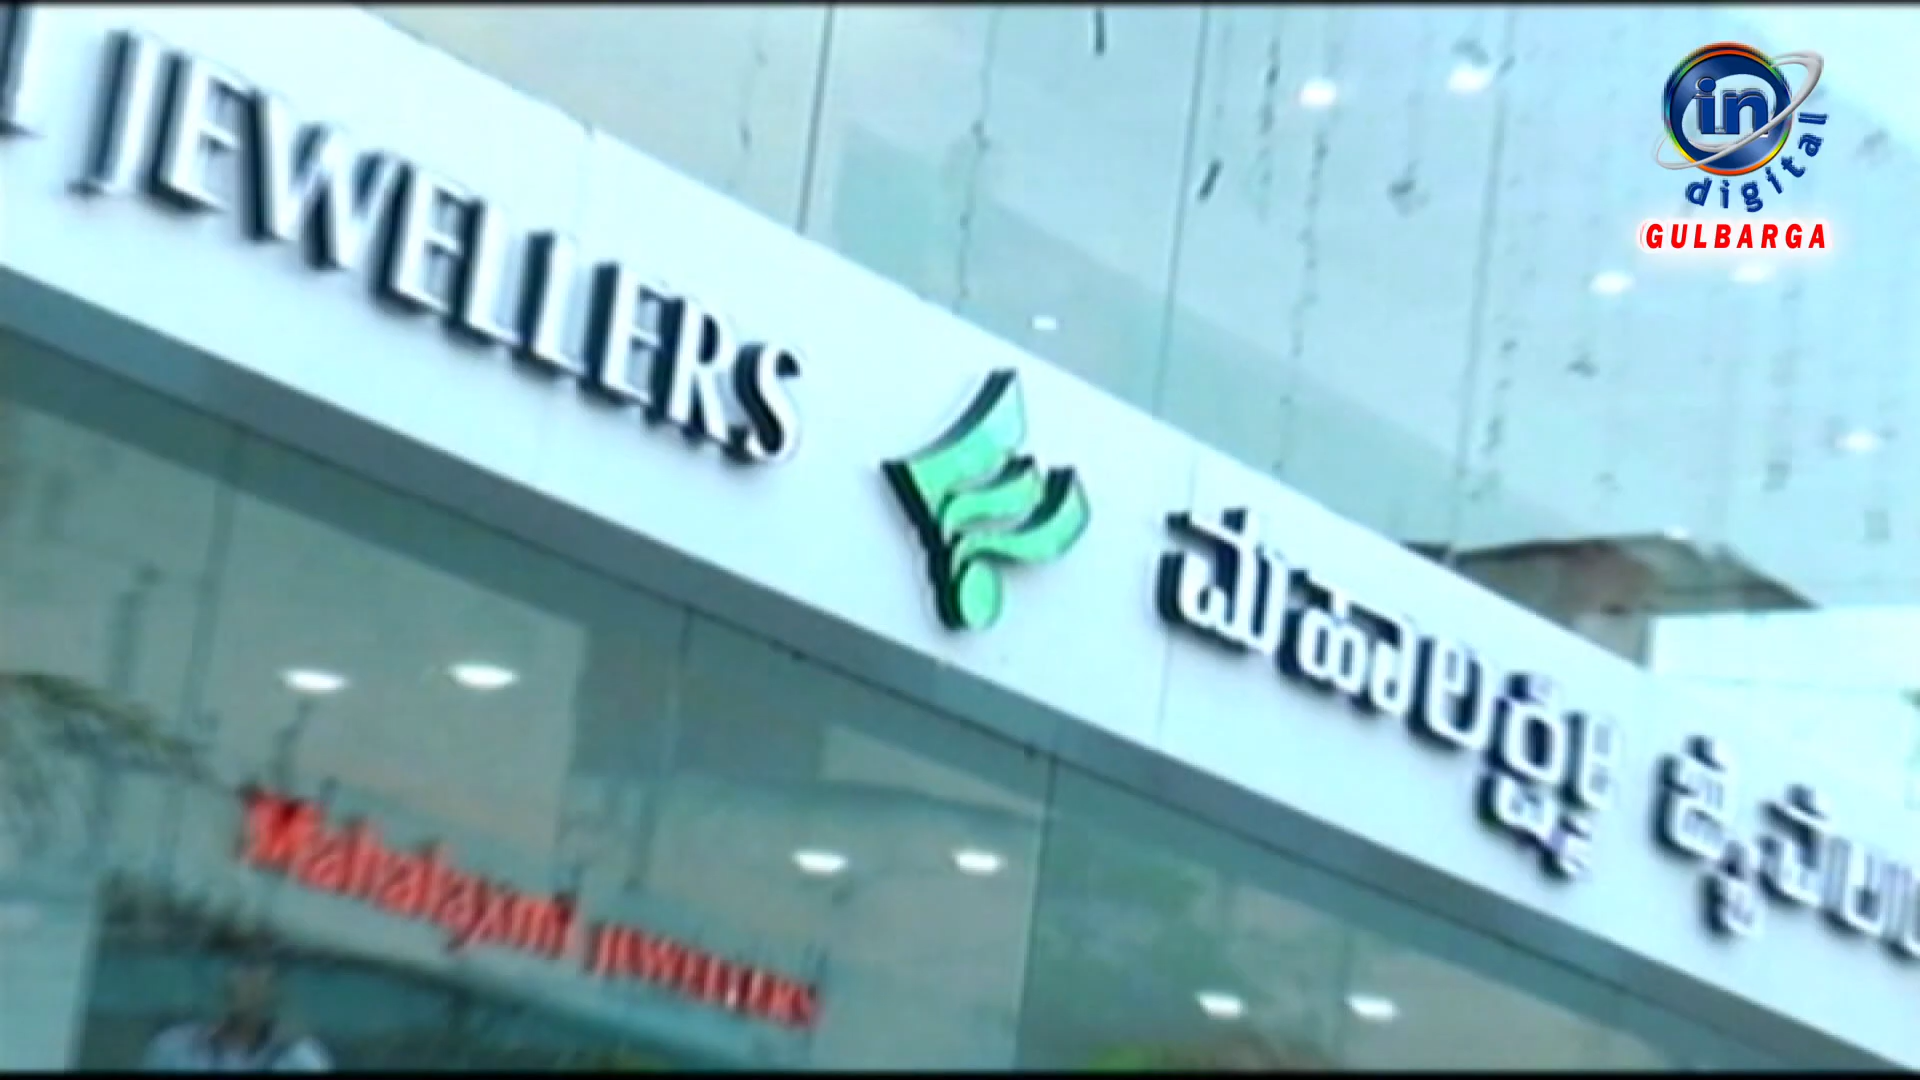 JEWELLERS
ಮಹಾಲಕ್ಷ್ಮಿ
Mahalaxmi JEWELLERS
in
digital
GULBARGA